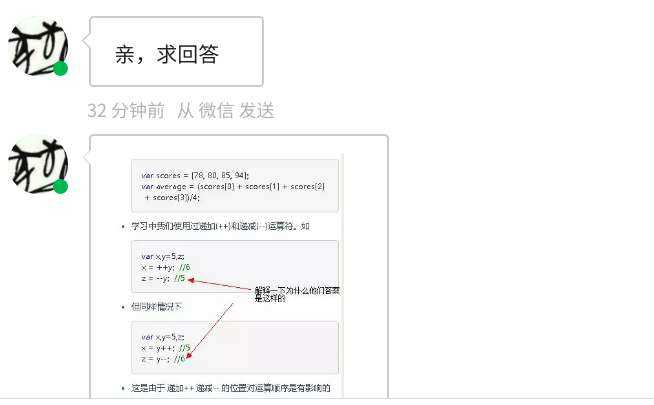 亲，求回答
32 分钟前 从 微信 发送
var scores = [78, 80, 85, 94];
var average = (scores[0] + scores[1] + scores[2]
+ scores[3])/4;
学习中我们使用过递加(++)和递减(--)运算符。如
var x,y=5,z;
x = ++y; //6
z = --y; //5
解释一下为什么他们答案
是这样的
但同样情况下
var x,y=5,z;
x = y++; //5
z = y--; //6
这是由于 递加++ 递减-- 的位置对运算顺序是有影响的